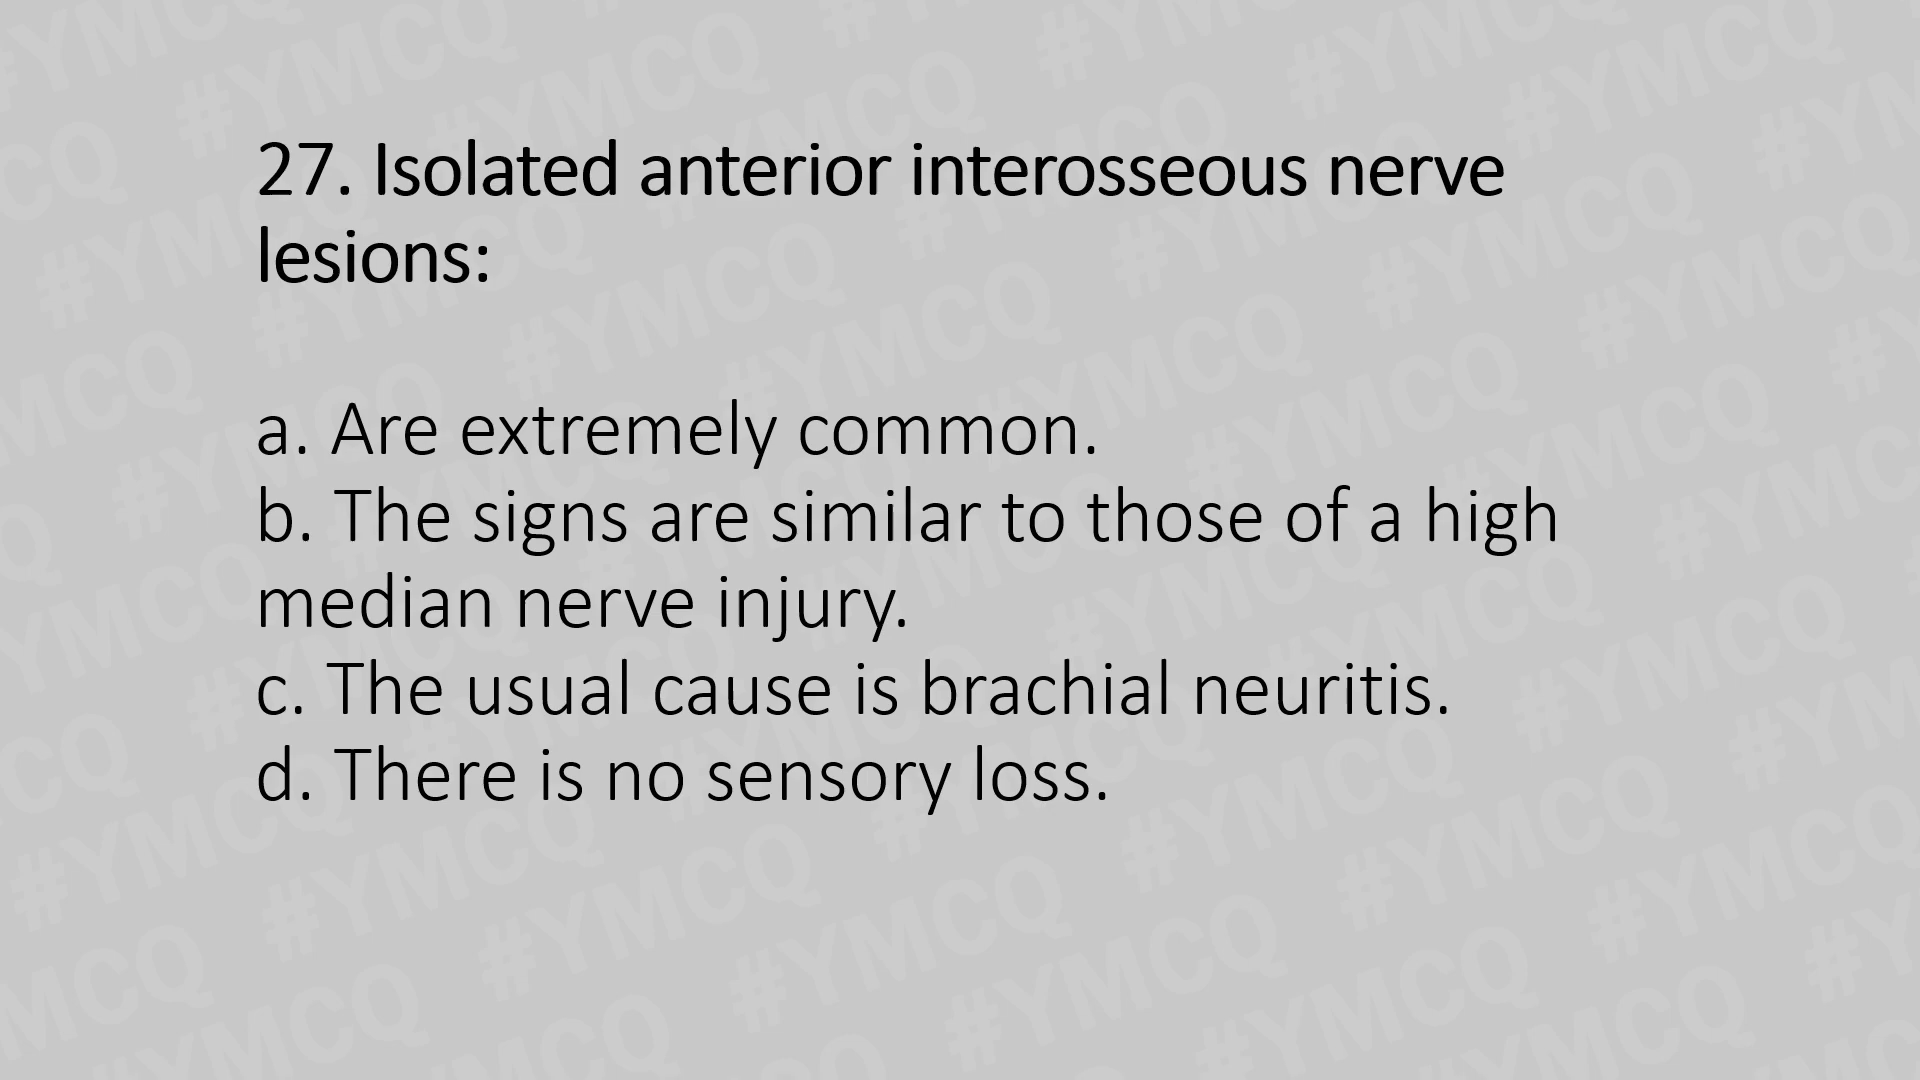 27. Isolated anterior interosseous nerve
lesions:
a. Are extremely common.
b. The signs are similar to those of a high
median nerve injury.
c. The usual cause is brachial neuritis.
d. There is no sensory loss.
#YMCQ